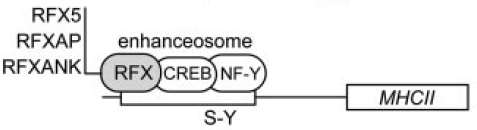 RFX5
RFXAP
RFXANK
enhanceosome
RFX CREB NF-Y
S-Y
MHCII